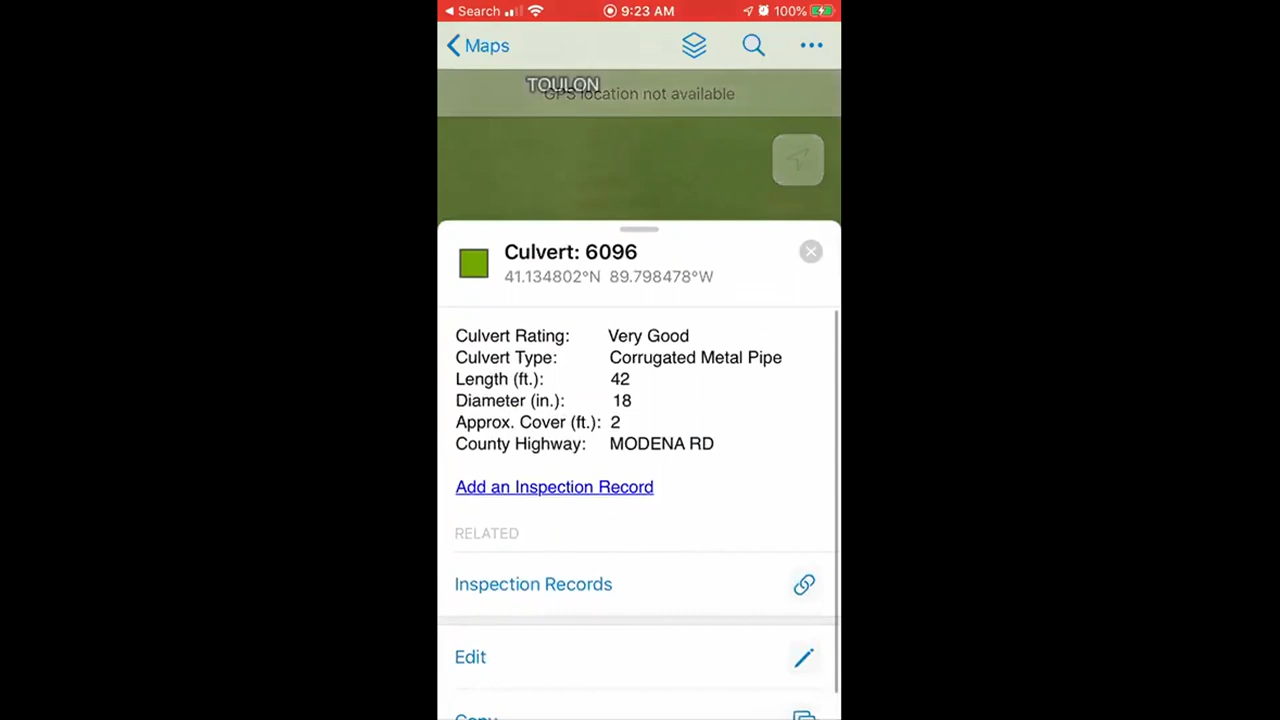 Search 9:23 AM 100%
Maps
TOULON
GPS location not available
Culvert: 6096
41.134802°N 89.798478°W
Culvert Rating: Very Good
Culvert Type: Corrugated Metal Pipe
Length (ft.): 42
Diameter (in.): 18
Approx. Cover (ft.): 2
County Highway: MODENA RD
Add an Inspection Record
RELATED
Inspection Records
Edit
Copy